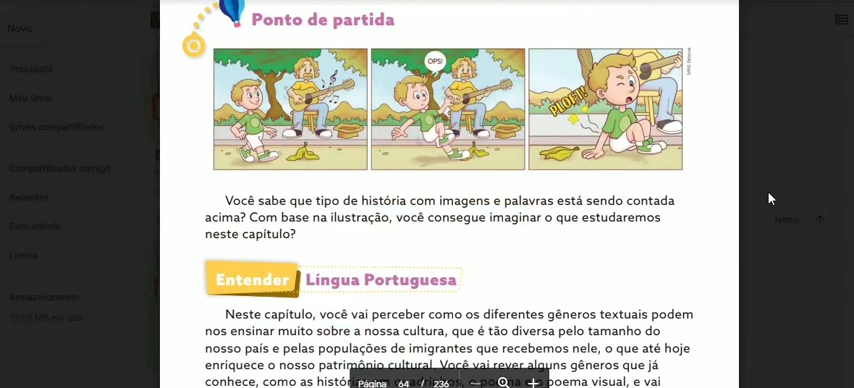 Novo
Ponto de partida
Prioridade
Meu Drive
Drives compartilhados
Compartilhados comigo
Recentes
Com estrela
Lixeira
Armazenamento
OPS!
PLOFT!
Nome
Você sabe que tipo de história com imagens e palavras está sendo contada
acima? Com base na ilustração, você consegue imaginar o que estudaremos
neste capítulo?
Entender Língua Portuguesa
Neste capítulo, você vai perceber como os diferentes gêneros textuais podem
nos ensinar muito sobre a nossa cultura, que é tão diversa pelo tamanho do
nosso país e pelas populações de imigrantes que recebemos nele, o que até hoje
enriquece o nosso patrimônio cultural. Você vai rever alguns gêneros que já
conhece, como as poema visual, e vai
Página 64 / 236